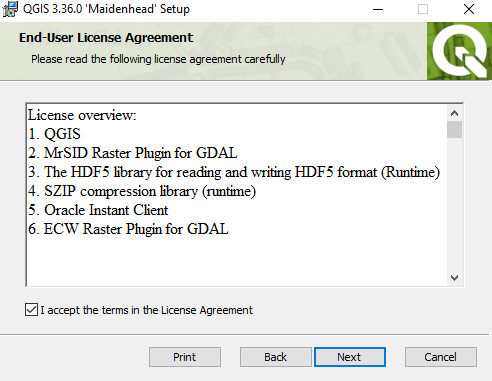 QGIS 3.36.0 'Maidenhead' Setup
End-User License Agreement
Please read the following license agreement carefully
License overview:
1. QGIS
2. MrSID Raster Plugin for GDAL
3. The HDF5 library for reading and writing HDF5 format (Runtime)
4. SZIP compression library (runtime)
5. Oracle Instant Client
6. ECW Raster Plugin for GDAL
I accept the terms in the License Agreement
Print Back Next Cancel